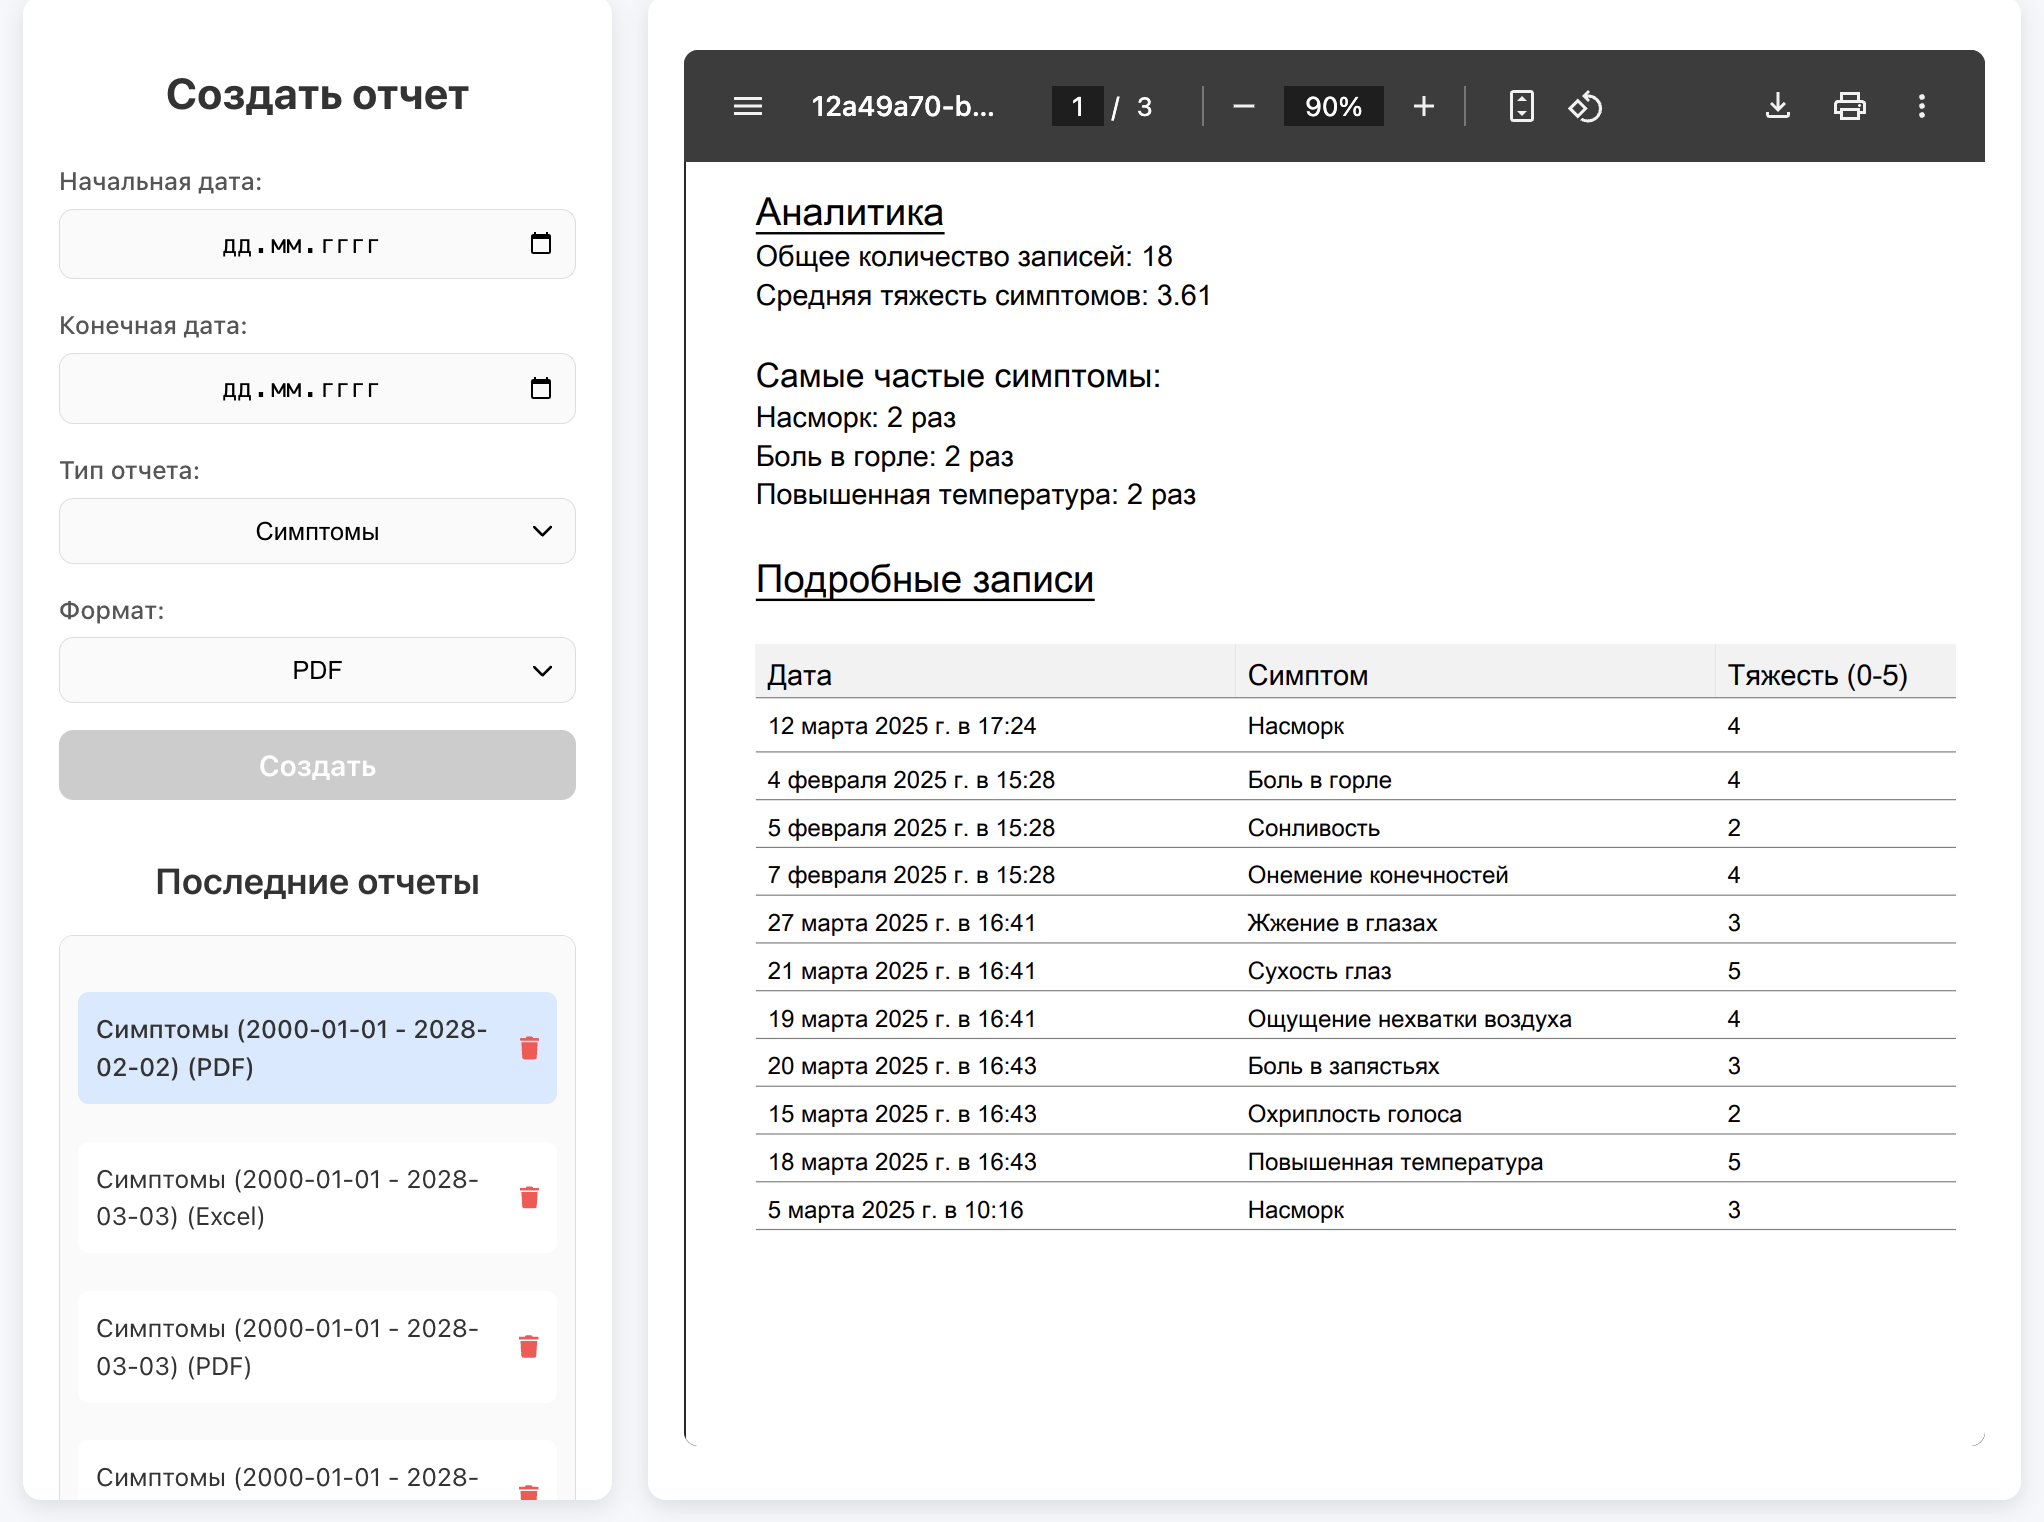 Создать отчет
Начальная дата:
дд.мм.гггг
Конечная дата:
дд.мм.гггг
Тип отчета:
Симптомы
Формат:
PDF
Создать
Последние отчеты
Симптомы (2000-01-01 - 2028-
02-02) (PDF)
Симптомы (2000-01-01 - 2028-
03-03) (Excel)
Симптомы (2000-01-01 - 2028-
03-03) (PDF)
Симптомы (2000-01-01 - 2028-
12a49a70-b... 1 / 3 90%
Аналитика
Общее количество записей: 18
Средняя тяжесть симптомов: 3.61
Самые частые симптомы:
Насморк: 2 раз
Боль в горле: 2 раз
Повышенная температура: 2 раз
Подробные записи
Дата Симптом Тяжесть (0-5)
12 марта 2025 г. в 17:24 Насморк 4
4 февраля 2025 г. в 15:28 Боль в горле 4
5 февраля 2025 г. в 15:28 Сонливость 2
7 февраля 2025 г. в 15:28 Онемение конечностей 4
27 марта 2025 г. в 16:41 Жжение в глазах 3
21 марта 2025 г. в 16:41 Сухость глаз 5
19 марта 2025 г. в 16:41 Ощущение нехватки воздуха 4
20 марта 2025 г. в 16:43 Боль в запястьях 3
15 марта 2025 г. в 16:43 Охриплость голоса 2
18 марта 2025 г. в 16:43 Повышенная температура 5
5 марта 2025 г. в 10:16 Насморк 3